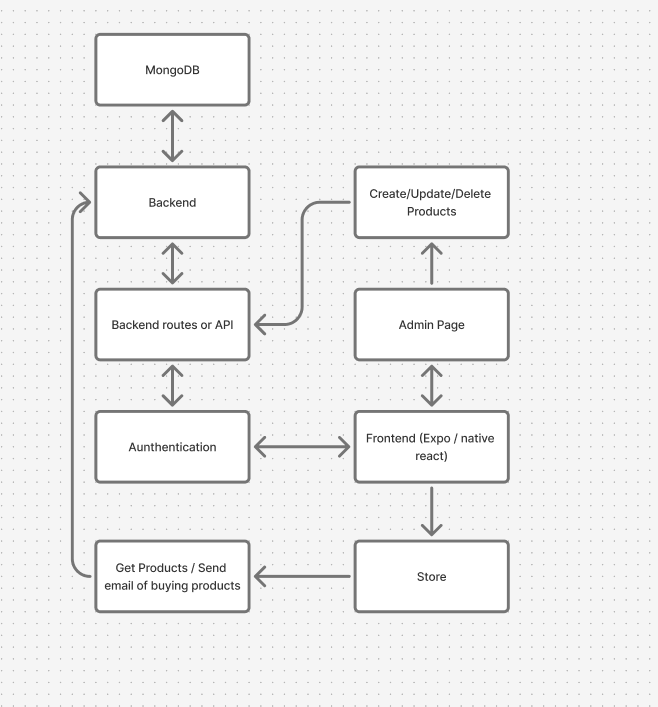 MongoDB
Backend
Create/Update/Delete
Products
Backend routes or API
Admin Page
Aunthentication
Frontend (Expo / native
react)
Get Products / Send
email of buying products
Store